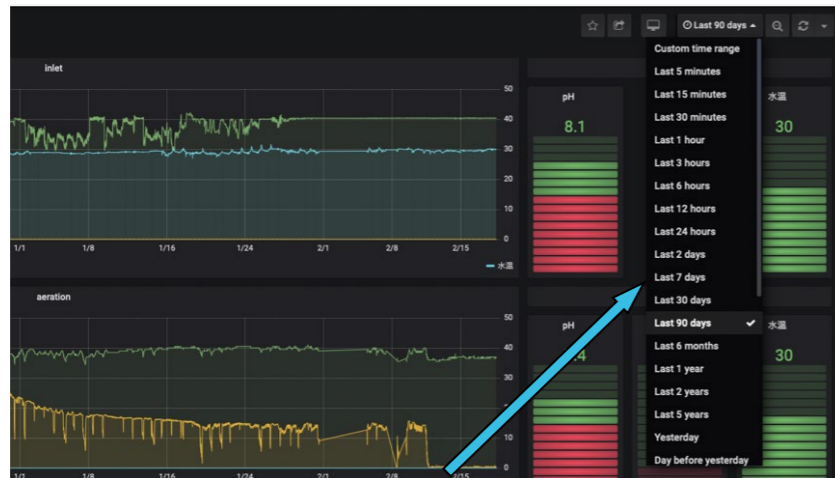 Last 90 days
Custom time range
Last 5 minutes
Last 15 minutes
Last 30 minutes
Last 1 hour
Last 3 hours
Last 6 hours
Last 12 hours
Last 24 hours
Last 2 days
Last 7 days
Last 30 days
Last 90 days
Last 6 months
Last 1 year
Last 2 years
Last 5 years
Yesterday
Day before yesterday
inlet
50
40
30
20
10
0
1/1 1/8 1/16 1/24 2/1 2/8 2/15
水温
pH
8.1
水温
30
aeration
50
40
30
10
0
1/1 1/8 1/16 1/24 2/1 2/8 2/15
pH
.4
水温
30